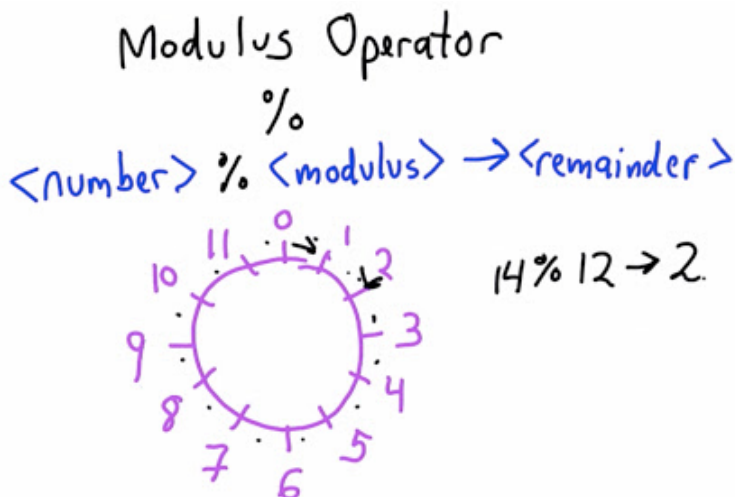 Modulus Operator
%
<number> % <modulus> → <remainder>
0
11 1
10 2
14 % 12 → 2.
9 3
8 4
7 5
6